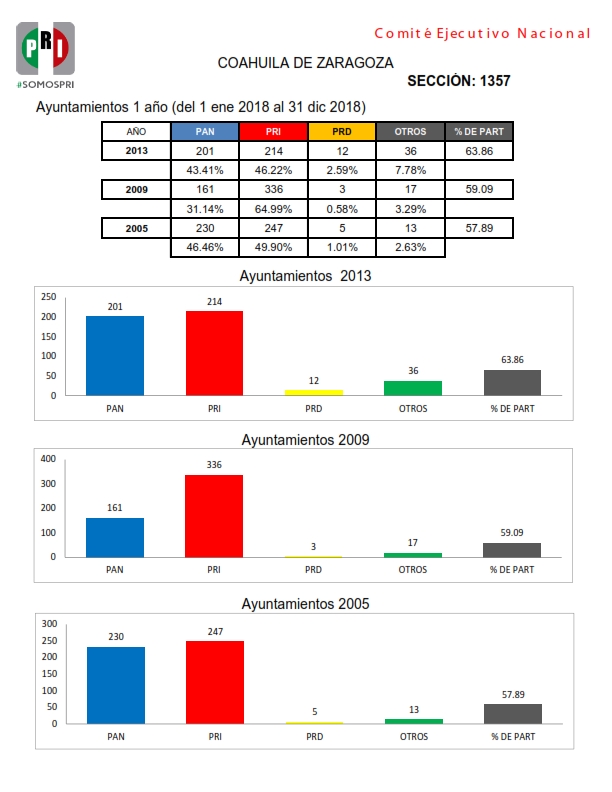 Comité Ejecutivo Nacional
PRI
#SOMOSPRI
COAHUILA DE ZARAGOZA
SECCIÓN: 1357
Ayuntamientos 1 año (del 1 ene 2018 al 31 dic 2018)
AÑO PAN PRI PRD OTROS % DE PART
2013 201 214 12 36 63.86
43.41% 46.22% 2.59% 7.78%
2009 161 336 3 17 59.09
31.14% 64.99% 0.58% 3.29%
2005 230 247 5 13 57.89
46.46% 49.90% 1.01% 2.63%
Ayuntamientos 2013
250
200
150
100
50
0
201 214 12 36 63.86
PAN PRI PRD OTROS % DE PART
Ayuntamientos 2009
400
300
200
100
0
161 336 3 17 59.09
PAN PRI PRD OTROS % DE PART
Ayuntamientos 2005
300
250
200
150
100
50
0
230 247 5 13 57.89
PAN PRI PRD OTROS % DE PART